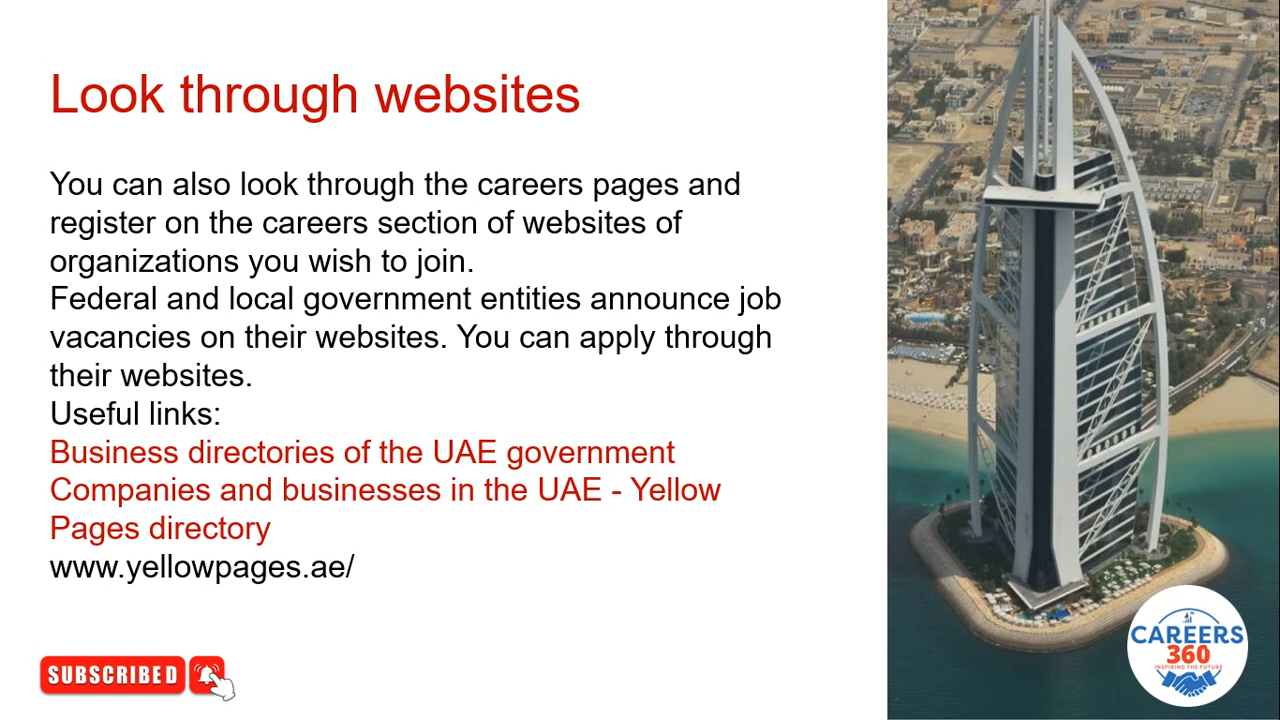 Look through websites
You can also look through the careers pages and
register on the careers section of websites of
organizations you wish to join.
Federal and local government entities announce job
vacancies on their websites. You can apply through
their websites.
Useful links:
Business directories of the UAE government
Companies and businesses in the UAE - Yellow
Pages directory
www.yellowpages.ae/
SUBSCRIBED
CAREERS
360
INSPIRING THE FUTURE